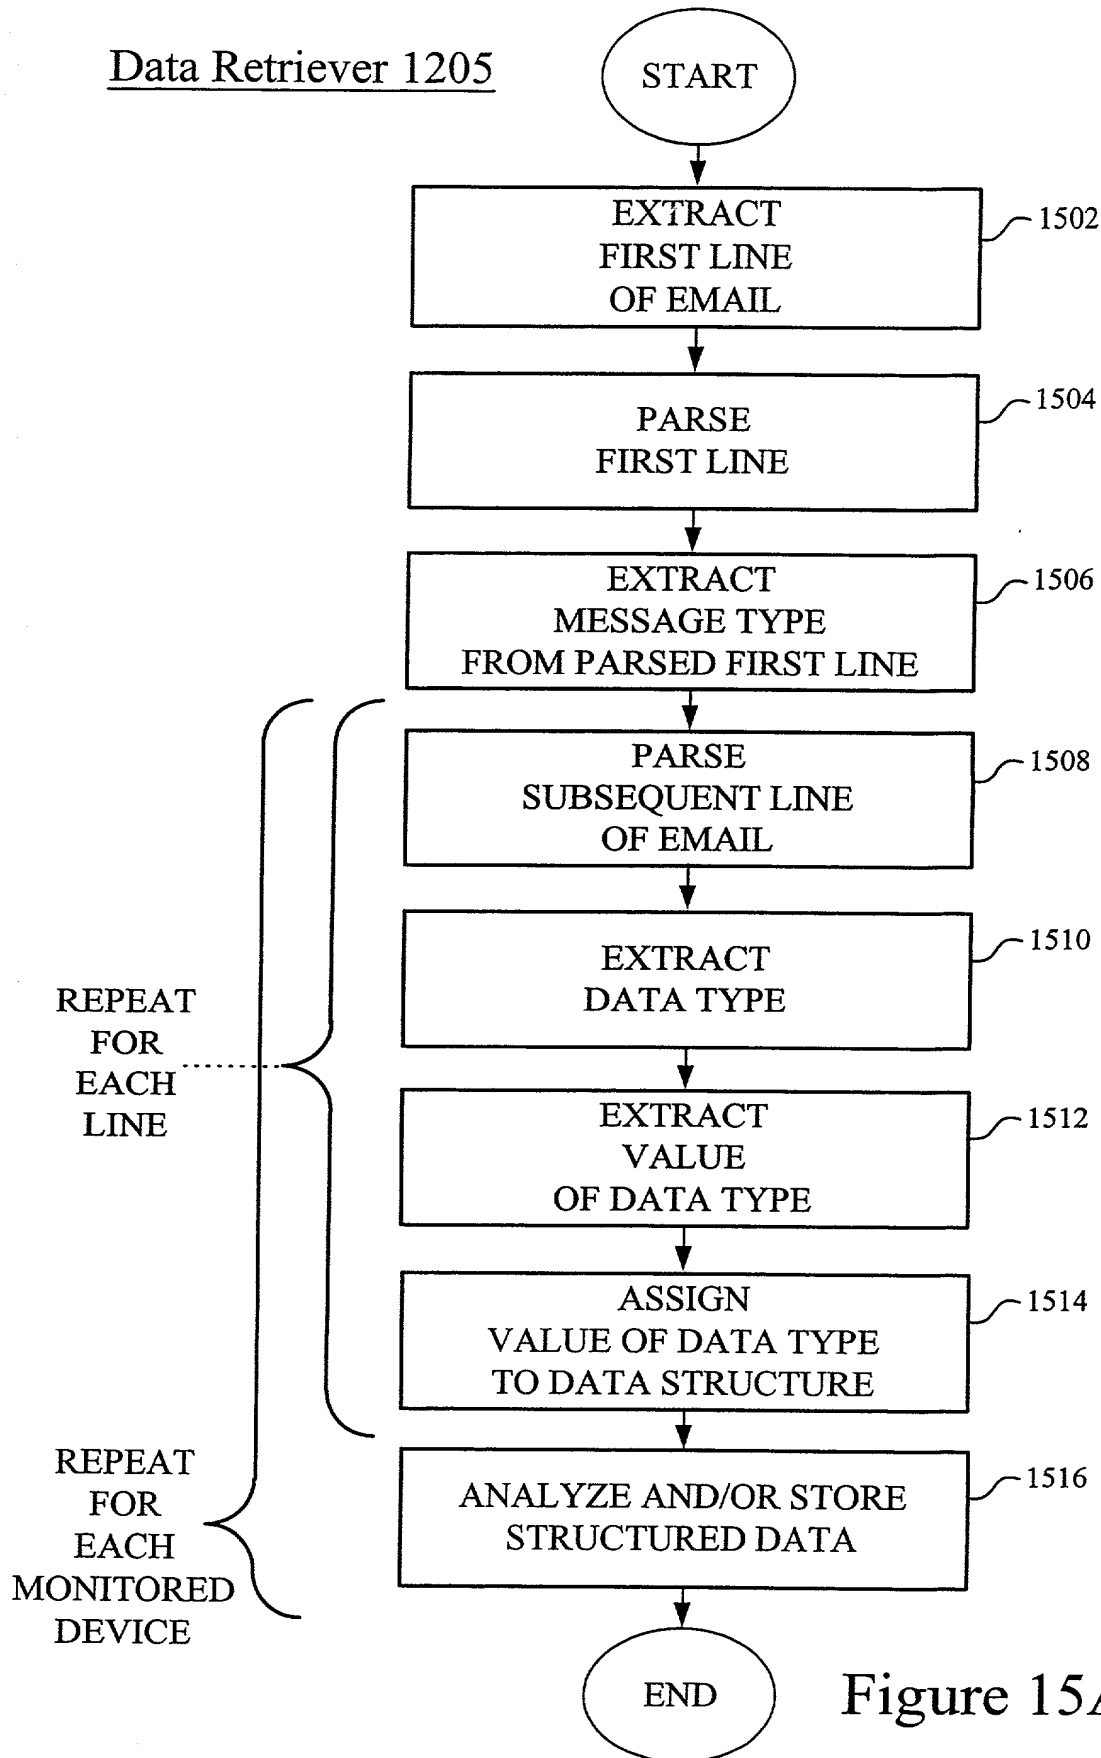 Data Retriever 1205
START
EXTRACT
FIRST LINE
OF EMAIL
1502
PARSE
FIRST LINE
1504
EXTRACT
MESSAGE TYPE
FROM PARSED FIRST LINE
1506
PARSE
SUBSEQUENT LINE
OF EMAIL
1508
EXTRACT
DATA TYPE
1510
REPEAT
FOR
EACH
LINE
EXTRACT
VALUE
OF DATA TYPE
1512
ASSIGN
VALUE OF DATA TYPE
TO DATA STRUCTURE
1514
REPEAT
FOR
EACH
MONITORED
DEVICE
ANALYZE AND/OR STORE
STRUCTURED DATA
1516
END
Figure 15A